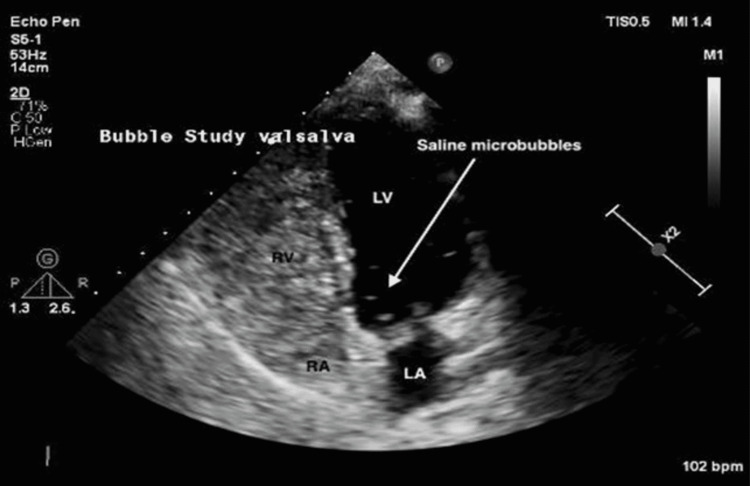 Echo Pen
S5-1
53Hz
14cm
2D
71%
C 50
P Low
HGen
TIS0.5 MI 1.4
M1
P
Bubble Study valsalva
Saline microbubbles
LV
RV
RA
LA
X2
G
P R
1.3 2.6
102 bpm